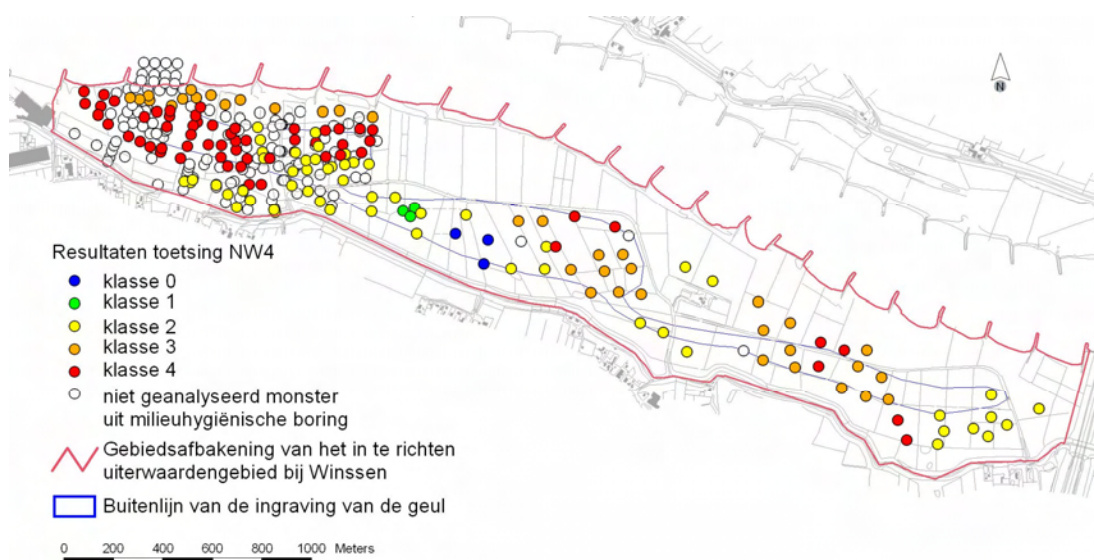 N
Resultaten toetsing NW4
klasse 0
klasse 1
klasse 2
klasse 3
klasse 4
niet geanalyseerd monster
uit milieuhygiënische boring
Gebiedsafbakening van het in te richten
uiterwaardengebied bij Winssen
Buitenlijn van de ingraving van de geul
0 200 400 600 800 1000 Meters